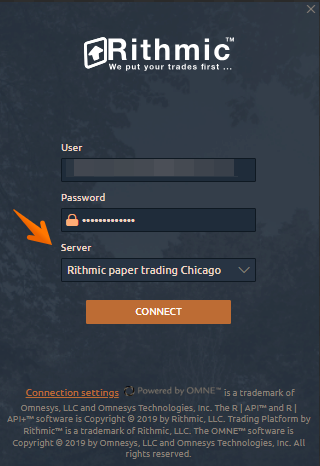 Rithmic™
We put your trades first ...
User
Password
•••••••••••••
Server
Rithmic paper trading Chicago
CONNECT
Connection settings Powered by OMNE™ is a trademark of
Omnesys, LLC and Omnesys Technologies, Inc. The R | API™ and R |
API+™ software is Copyright © 2019 by Rithmic, LLC. Trading Platform by
Rithmic™ is a trademark of Rithmic, LLC. The OMNE™ software is
Copyright © 2019 by Omnesys, LLC and Omnesys Technologies, Inc. All
rights reserved.